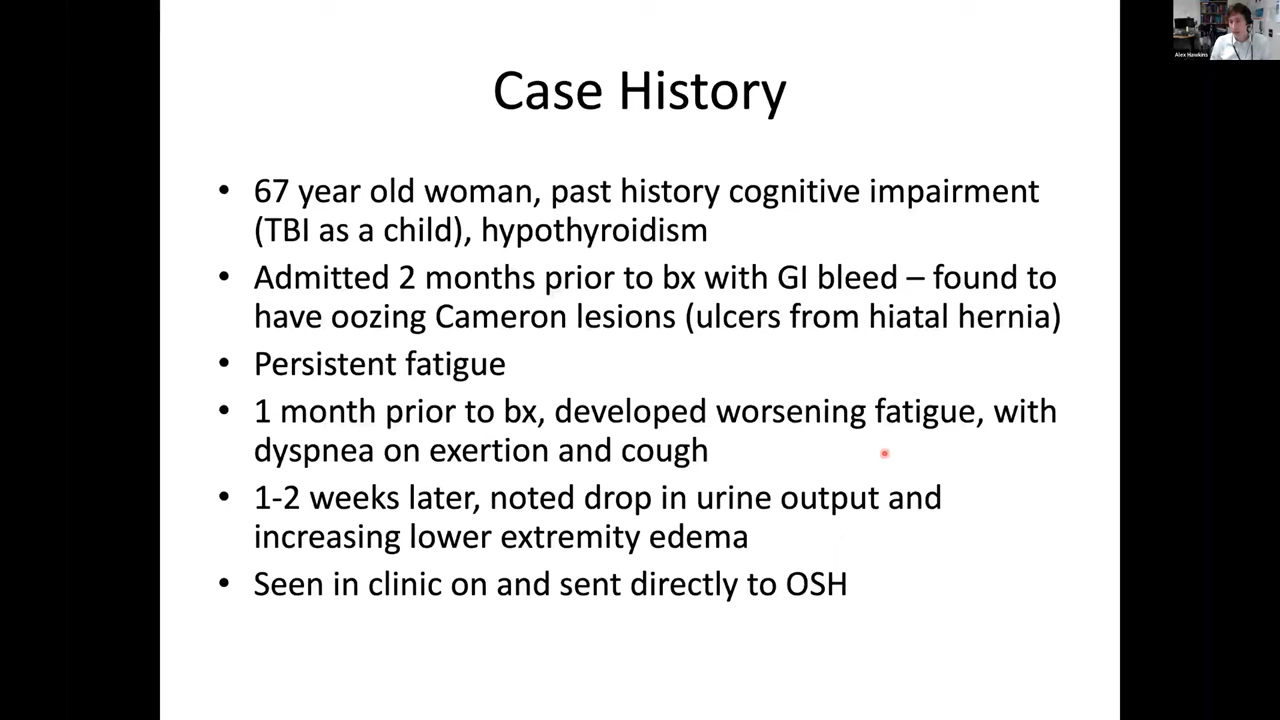 Alex Hawkins
Case History
• 67 year old woman, past history cognitive impairment
(TBI as a child), hypothyroidism
• Admitted 2 months prior to bx with GI bleed – found to
have oozing Cameron lesions (ulcers from hiatal hernia)
• Persistent fatigue
• 1 month prior to bx, developed worsening fatigue, with
dyspnea on exertion and cough
• 1-2 weeks later, noted drop in urine output and
increasing lower extremity edema
• Seen in clinic on and sent directly to OSH